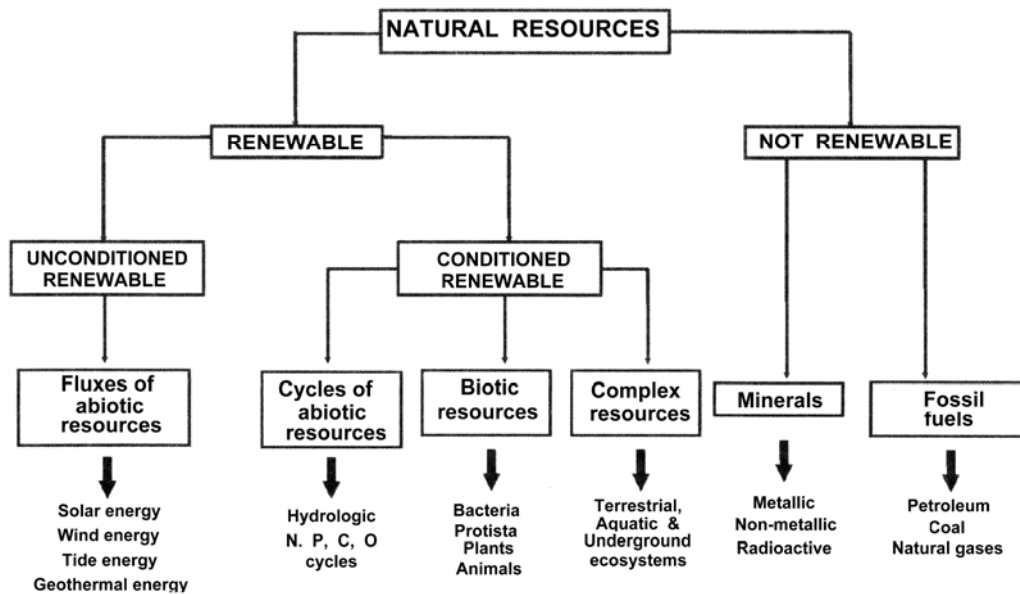 NATURAL RESOURCES
RENEWABLE
NOT RENEWABLE
UNCONDITIONED
RENEWABLE
CONDITIONED
RENEWABLE
Fluxes of
abiotic
resources
Cycles of
abiotic
resources
Biotic
resources
Complex
resources
Minerals
Fossil
fuels
Solar energy
Wind energy
Tide energy
Geothermal energy
Hydrologic
N. P, C, O
cycles
Bacteria
Protista
Plants
Animals
Terrestrial,
Aquatic &
Underground
ecosystems
Metallic
Non-metallic
Radioactive
Petroleum
Coal
Natural gases